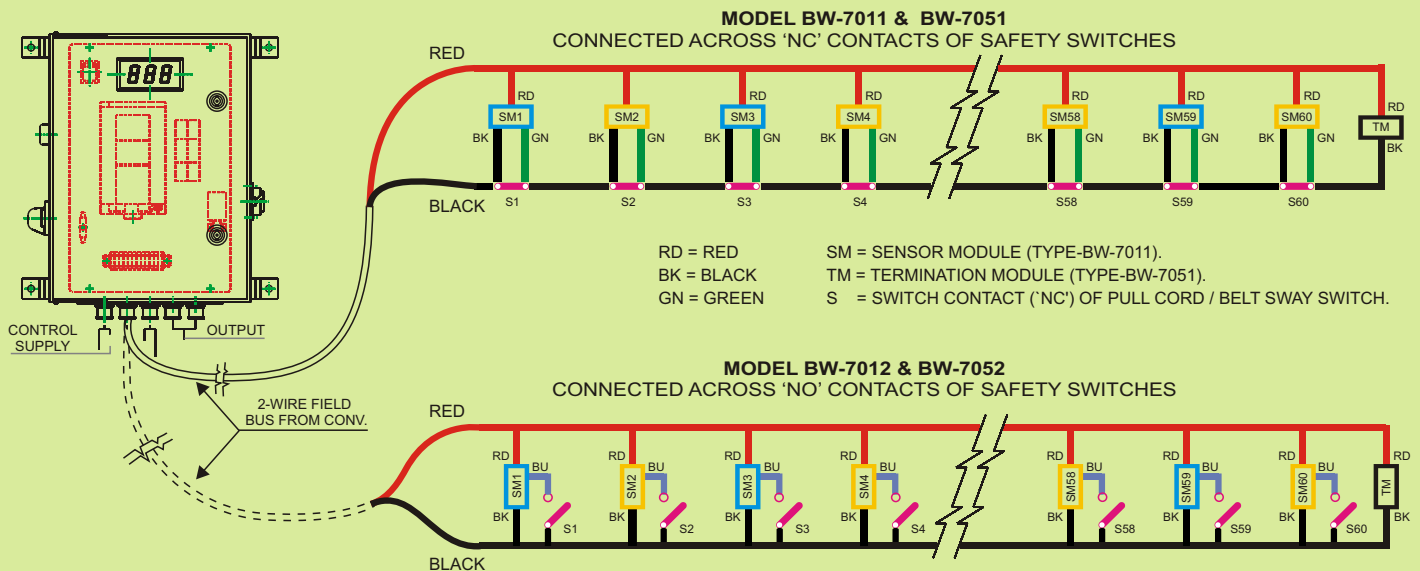 MODEL BW-7011 & BW-7051
CONNECTED ACROSS 'NC' CONTACTS OF SAFETY SWITCHES
888
RED
RD RD RD RD RD RD RD RD
SM1 SM2 SM3 SM4 SM58 SM59 SM60 TM
BK GN BK GN BK GN BK GN BK GN BK GN BK GN BK
BLACK
S1 S2 S3 S4 S58 S59 S60
RD = RED SM = SENSOR MODULE (TYPE-BW-7011).
BK = BLACK TM = TERMINATION MODULE (TYPE-BW-7051).
GN = GREEN S = SWITCH CONTACT (`NC') OF PULL CORD / BELT SWAY SWITCH.
CONTROL
SUPPLY
OUTPUT
2-WIRE FIELD
BUS FROM CONV.
MODEL BW-7012 & BW-7052
CONNECTED ACROSS 'NO' CONTACTS OF SAFETY SWITCHES
RED
RD RD RD RD RD RD RD RD
BU BU BU BU BU BU BU
SM1 SM2 SM3 SM4 SM58 SM59 SM60 TM
BK BK BK BK BK BK BK BK
S1 S2 S3 S4 S58 S59 S60
BLACK